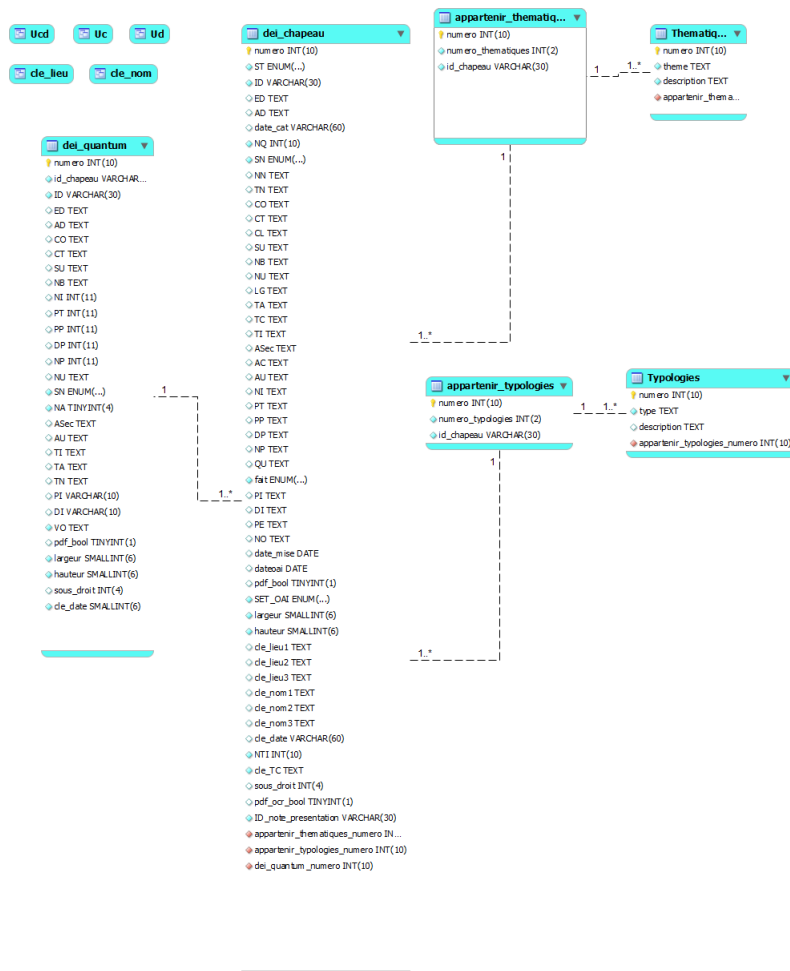 Ucd
Uc
Ud
cle_lieu
cle_nom
dei_quantum
numero INT(10)
id_chapeau VARCHAR...
ID VARCHAR(30)
ED TEXT
AD TEXT
CO TEXT
CT TEXT
SU TEXT
NB TEXT
NI INT(11)
PT INT(11)
PP INT(11)
DP INT(11)
NP INT(11)
NU TEXT
SN ENUM(...)
NA TINYINT(4)
ASec TEXT
AU TEXT
TI TEXT
TA TEXT
TN TEXT
PI VARCHAR(10)
DI VARCHAR(10)
VO TEXT
pdf_bool TINYINT(1)
largeur SMALLINT(6)
hauteur SMALLINT(6)
sous_droit INT(4)
cle_date SMALLINT(6)
1
1..*
dei_chapeau
numero INT(10)
ST ENUM(...)
ID VARCHAR(30)
ED TEXT
AD TEXT
date_cat VARCHAR(60)
NQ INT(10)
SN ENUM(...)
NN TEXT
TN TEXT
CO TEXT
CT TEXT
CL TEXT
SU TEXT
NB TEXT
NU TEXT
LG TEXT
TA TEXT
TC TEXT
TI TEXT
ASec TEXT
AC TEXT
AU TEXT
NI TEXT
PT TEXT
PP TEXT
DP TEXT
NP TEXT
QU TEXT
fait ENUM(...)
PI TEXT
DI TEXT
PE TEXT
NO TEXT
date_mise DATE
dateoai DATE
pdf_bool TINYINT(1)
SET_OAI ENUM(...)
largeur SMALLINT(6)
hauteur SMALLINT(6)
cle_lieu1 TEXT
cle_lieu2 TEXT
cle_lieu3 TEXT
cle_nom1 TEXT
cle_nom2 TEXT
cle_nom3 TEXT
cle_date VARCHAR(60)
NTI INT(10)
cle_TC TEXT
sous_droit INT(4)
pdf_ocr_bool TINYINT(1)
ID_note_presentation VARCHAR(30)
appartenir_thematiques_numero IN...
appartenir_typologies_numero INT(10)
dei_quantum_numero INT(10)
appartenir_thematiq...
numero INT(10)
numero_thematiques INT(2)
id_chapeau VARCHAR(30)
1
1..*
1
1..*
Thematiq...
numero INT(10)
theme TEXT
description TEXT
appartenir_thema...
appartenir_typologies
numero INT(10)
numero_typologies INT(2)
id_chapeau VARCHAR(30)
1
1..*
1
1..*
Typologies
numero INT(10)
type TEXT
description TEXT
appartenir_typologies_numero INT(10)